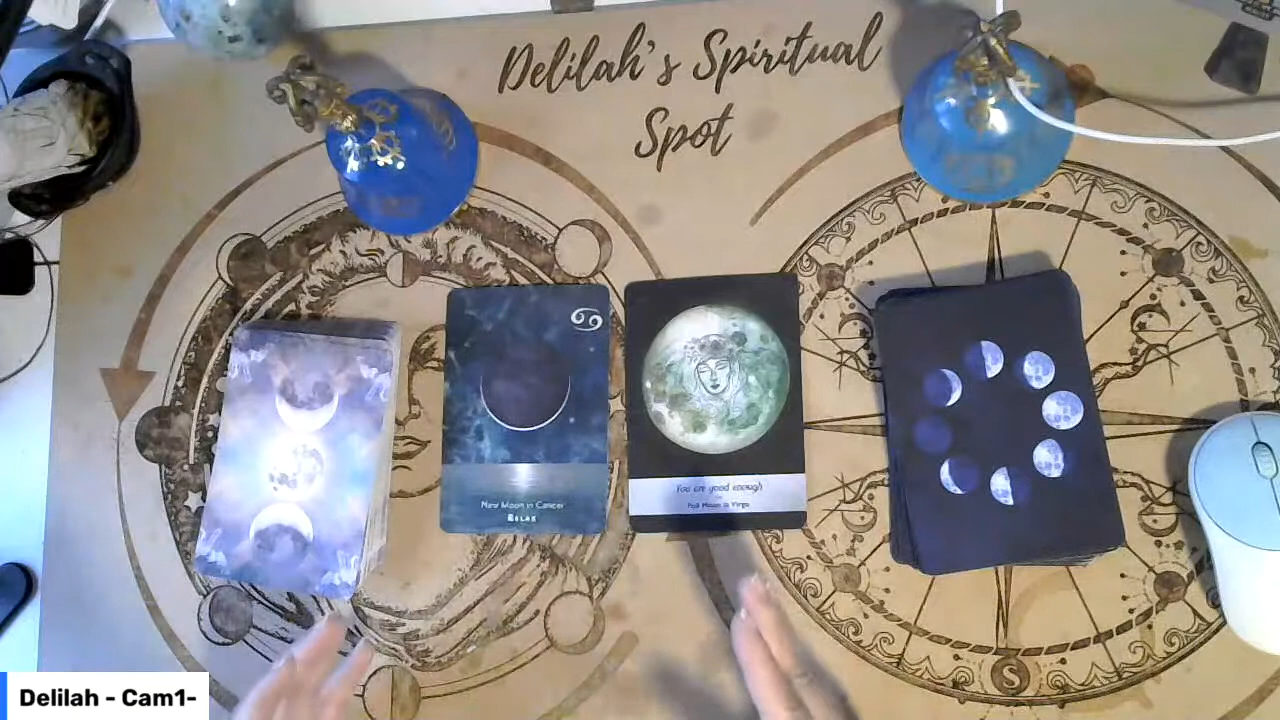 Delilah's Spiritual
Spot
New Moon in Cancer
RELAX
You are good enough
Full Moon in Virgo
S
Delilah - Cam1-